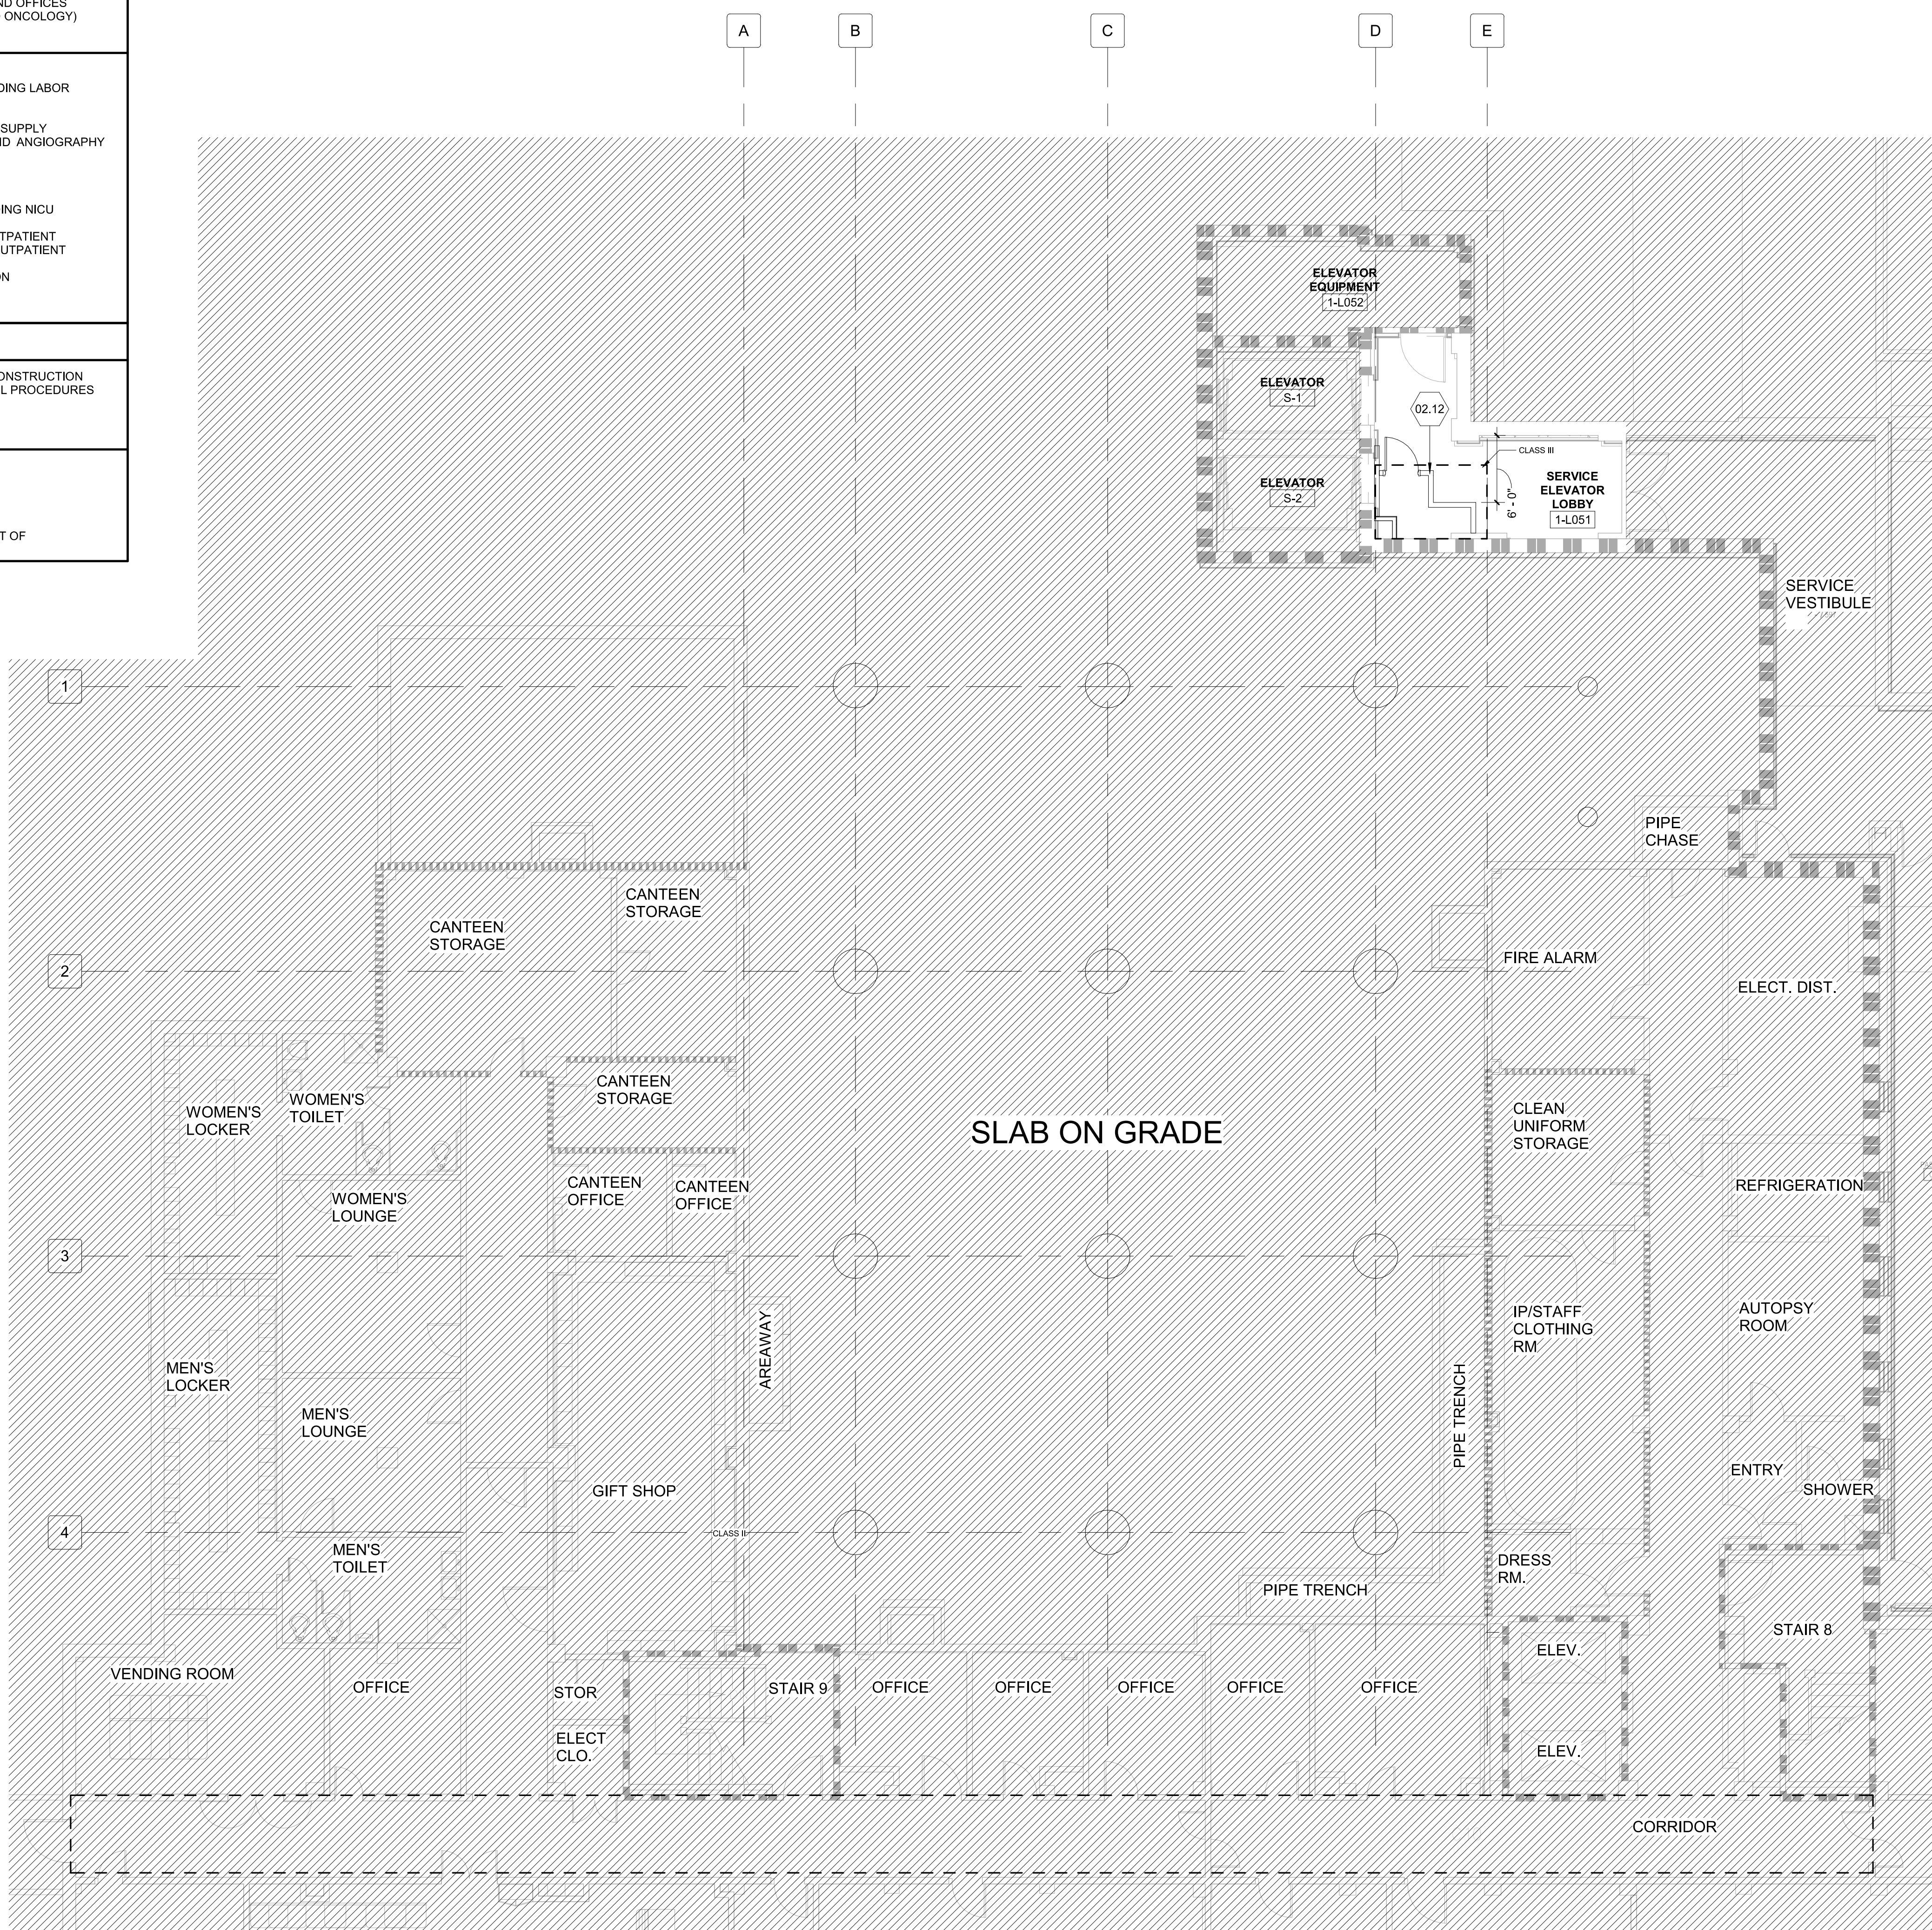 ND OFFICES
ONCOLOGY)
DING LABOR
SUPPLY
ND ANGIOGRAPHY
ING NICU
TPATIENT
UTPATIENT
ON
ONSTRUCTION
L PROCEDURES
T OF
A
B
C
D
E
ELEVATOR
EQUIPMENT
1-L052
ELEVATOR
S-1
02.12
CLASS III
ELEVATOR
S-2
6' - 0"
SERVICE
ELEVATOR
LOBBY
1-L051
SERVICE
VESTIBULE
1
PIPE
CHASE
CANTEEN
STORAGE
CANTEEN
STORAGE
2
FIRE ALARM
ELECT. DIST.
CANTEEN
STORAGE
WOMEN'S
TOILET
WOMEN'S
LOCKER
SLAB ON GRADE
CLEAN
UNIFORM
STORAGE
CANTEEN
OFFICE
CANTEEN
OFFICE
WOMEN'S
LOUNGE
REFRIGERATION
3
AREAWAY
IP/STAFF
CLOTHING
RM
AUTOPSY
ROOM
MEN'S
LOCKER
PIPE TRENCH
MEN'S
LOUNGE
ENTRY
SHOWER
GIFT SHOP
4
CLASS II
MEN'S
TOILET
DRESS
RM.
PIPE TRENCH
STAIR 8
VENDING ROOM
OFFICE
STOR
STAIR 9
OFFICE
OFFICE
OFFICE
OFFICE
OFFICE
ELEV.
ELECT
CLO.
ELEV.
CORRIDOR